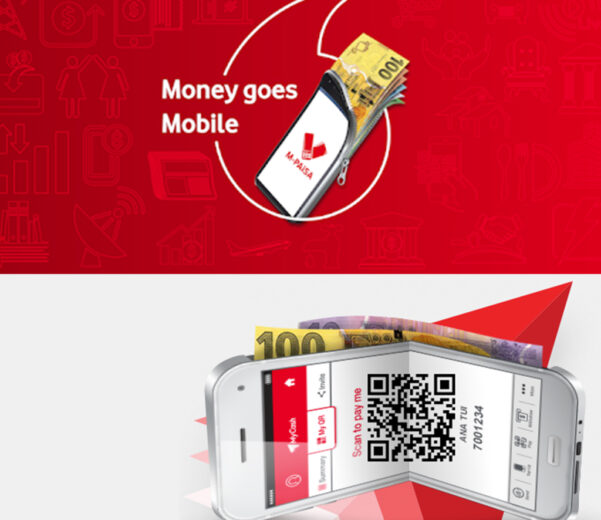 Money goes
Mobile
100
M-PAISA
100
MyCash
Summary
My QR
Invite
Scan to pay me
ANA TUI
7001234